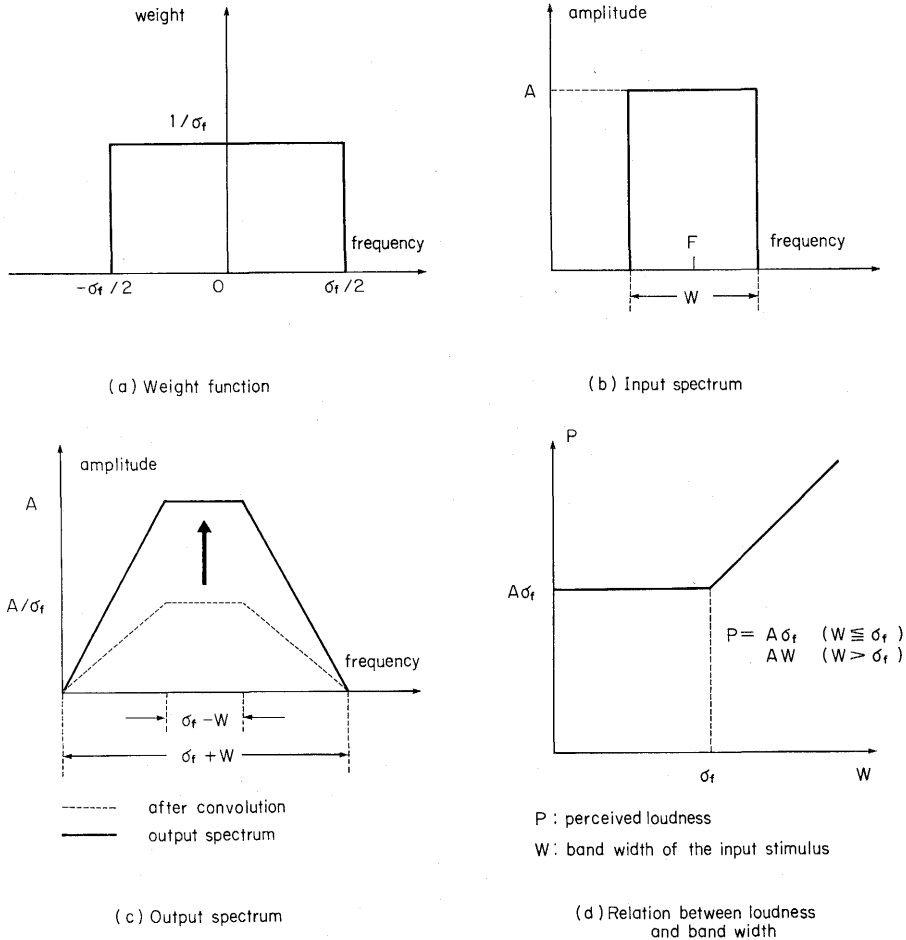 weight
1/σf
frequency
-σf/2
O
σf/2
(a) Weight function
amplitude
A
F
frequency
W
(b) Input spectrum
amplitude
A
A/σf
frequency
σf-W
σf+W
after convolution
output spectrum
(c) Output spectrum
P
Aσf
P= Aσf (W≦σf)
AW (W>σf)
σf
W
P: perceived loudness
W: band width of the input stimulus
(d) Relation between loudness
and band width